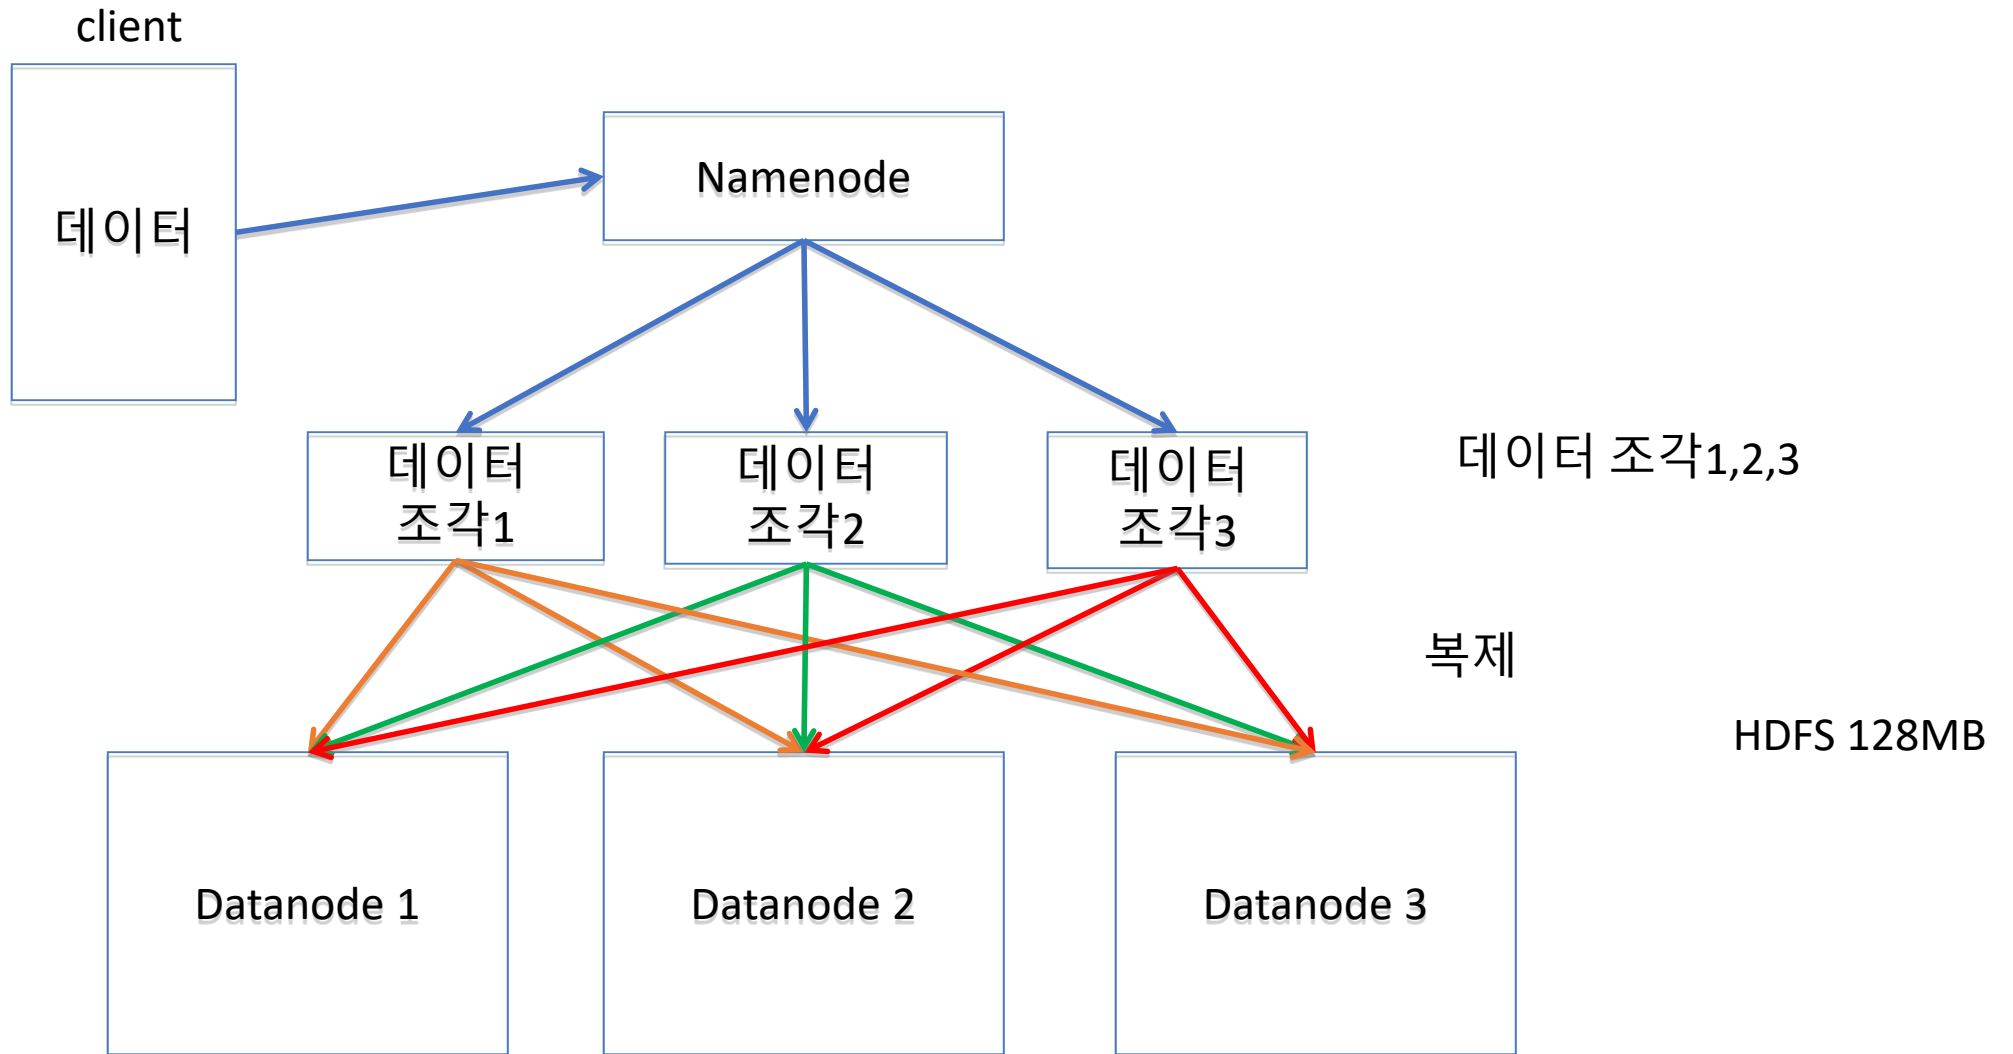 client
데이터
Namenode
데이터
조각1
데이터
조각2
데이터
조각3
데이터 조각1,2,3
복제
HDFS 128MB
Datanode 1
Datanode 2
Datanode 3